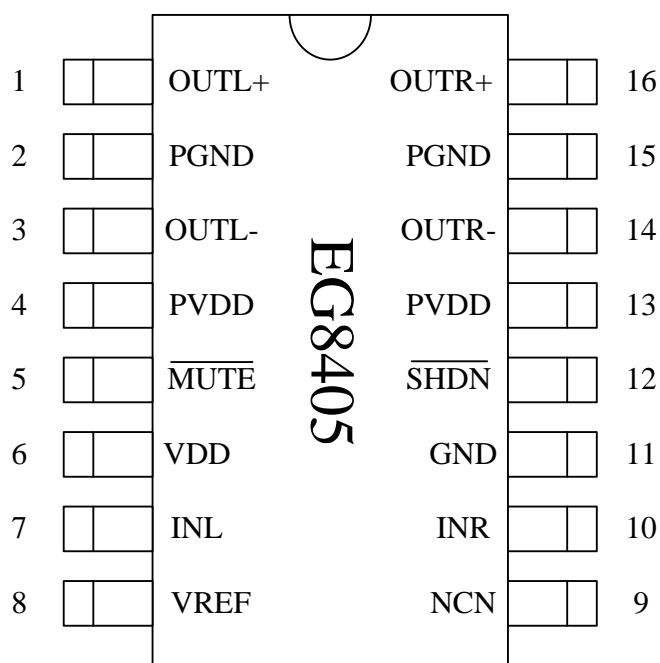 1 OUTL+ OUTR+ 16
2 PGND PGND 15
3 OUTL- OUTR- 14
4 PVDD PVDD 13
5 MUTE SHDN 12
6 VDD GND 11
7 INL INR 10
8 VREF NCN 9
EG8405